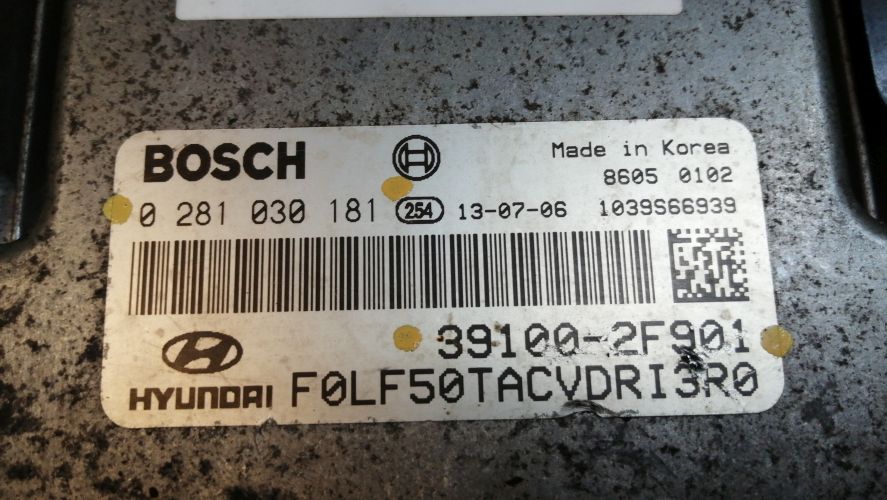 BOSCH
Made in Korea
8605 0102
0 281 030 181 254 13-07-06 1039S66939
39100-2F901
HYUNDAI F0LF50TACVDRI3R0